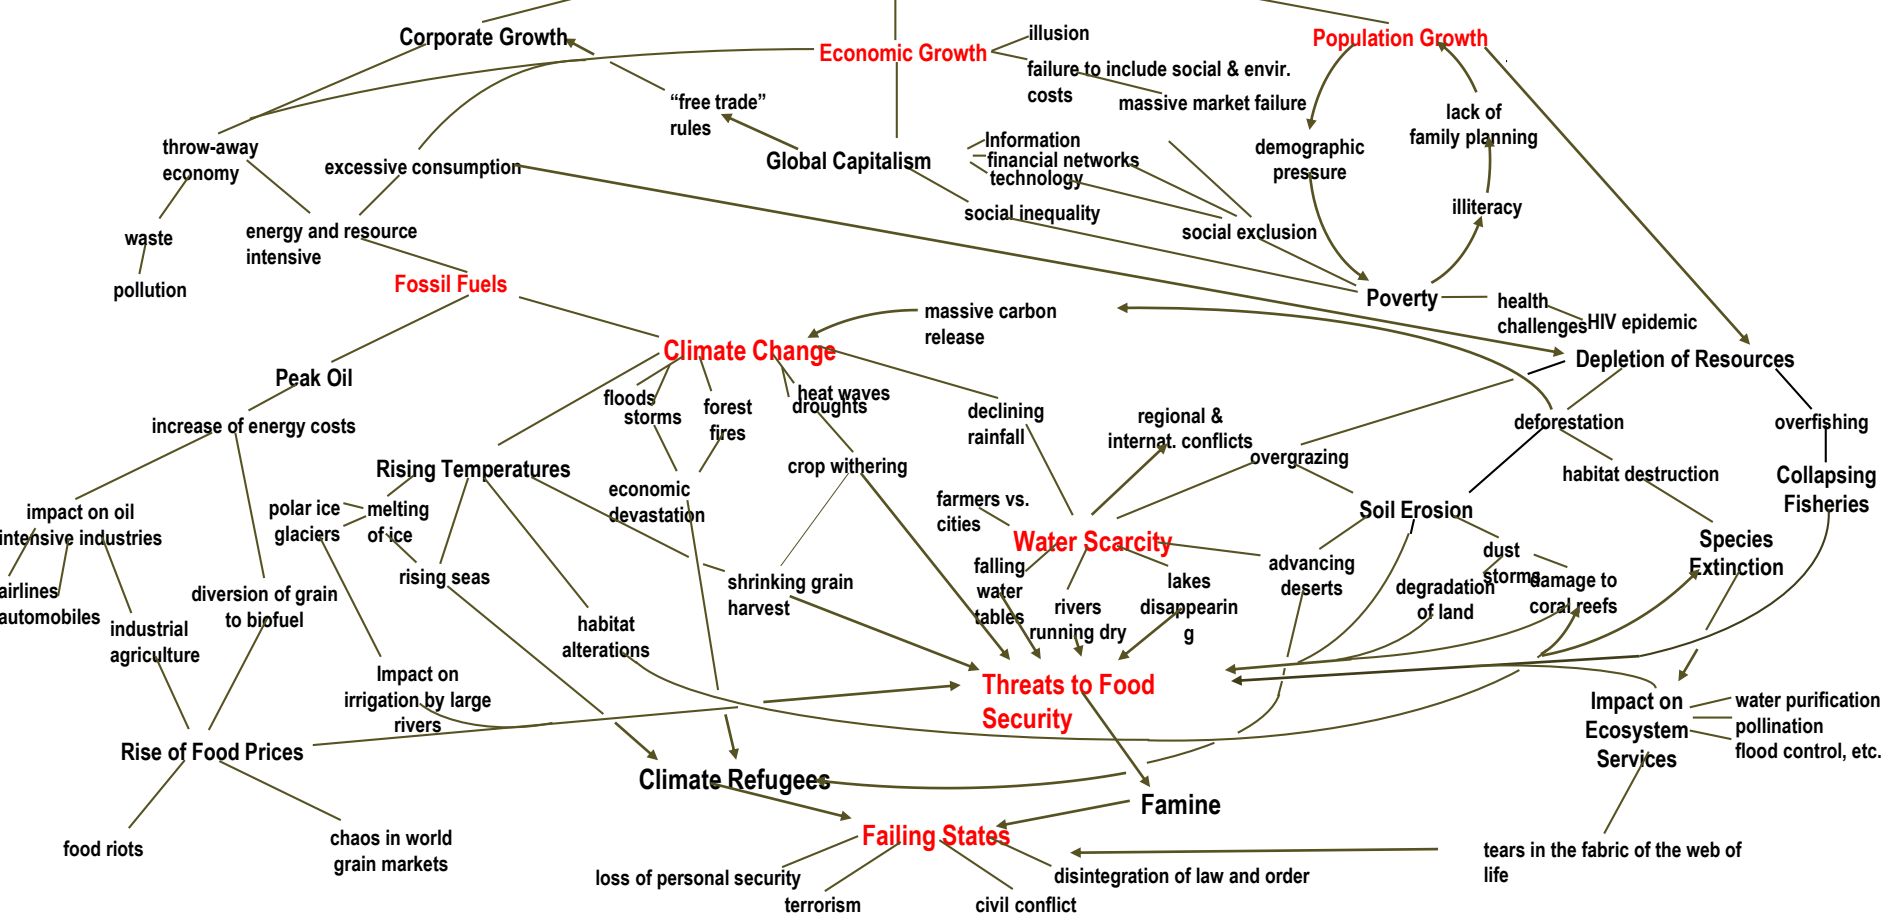 Corporate Growth
Economic Growth
illusion
failure to include social & envir.
costs
massive market failure
Population Growth
“free trade”
rules
Global Capitalism
Information
financial networks
technology
social inequality
social exclusion
demographic
pressure
lack of
family planning
illiteracy
Poverty
health
challenges
HIV epidemic
throw-away
economy
excessive consumption
waste
pollution
energy and resource
intensive
Fossil Fuels
massive carbon
release
Climate Change
Depletion of Resources
Peak Oil
increase of energy costs
floods
storms
forest
fires
heat waves
droughts
declining
rainfall
regional &
internat. conflicts
overgrazing
deforestation
overfishing
Collapsing
Fisheries
habitat destruction
Rising Temperatures
crop withering
polar ice
glaciers
melting
of ice
economic
devastation
farmers vs.
cities
Water Scarcity
Soil Erosion
Species
Extinction
impact on oil
intensive industries
airlines
automobiles
industrial
agriculture
diversion of grain
to biofuel
rising seas
habitat
alterations
shrinking grain
harvest
falling
water
tables
rivers
running dry
lakes
disappearin
g
advancing
deserts
degradation
of land
dust
storms
damage to
coral reefs
Impact on
irrigation by large
rivers
Threats to Food
Security
Impact on
Ecosystem
Services
water purification
pollination
flood control, etc.
Rise of Food Prices
Climate Refugees
Famine
food riots
chaos in world
grain markets
Failing States
loss of personal security
terrorism
civil conflict
disintegration of law and order
tears in the fabric of the web of
life